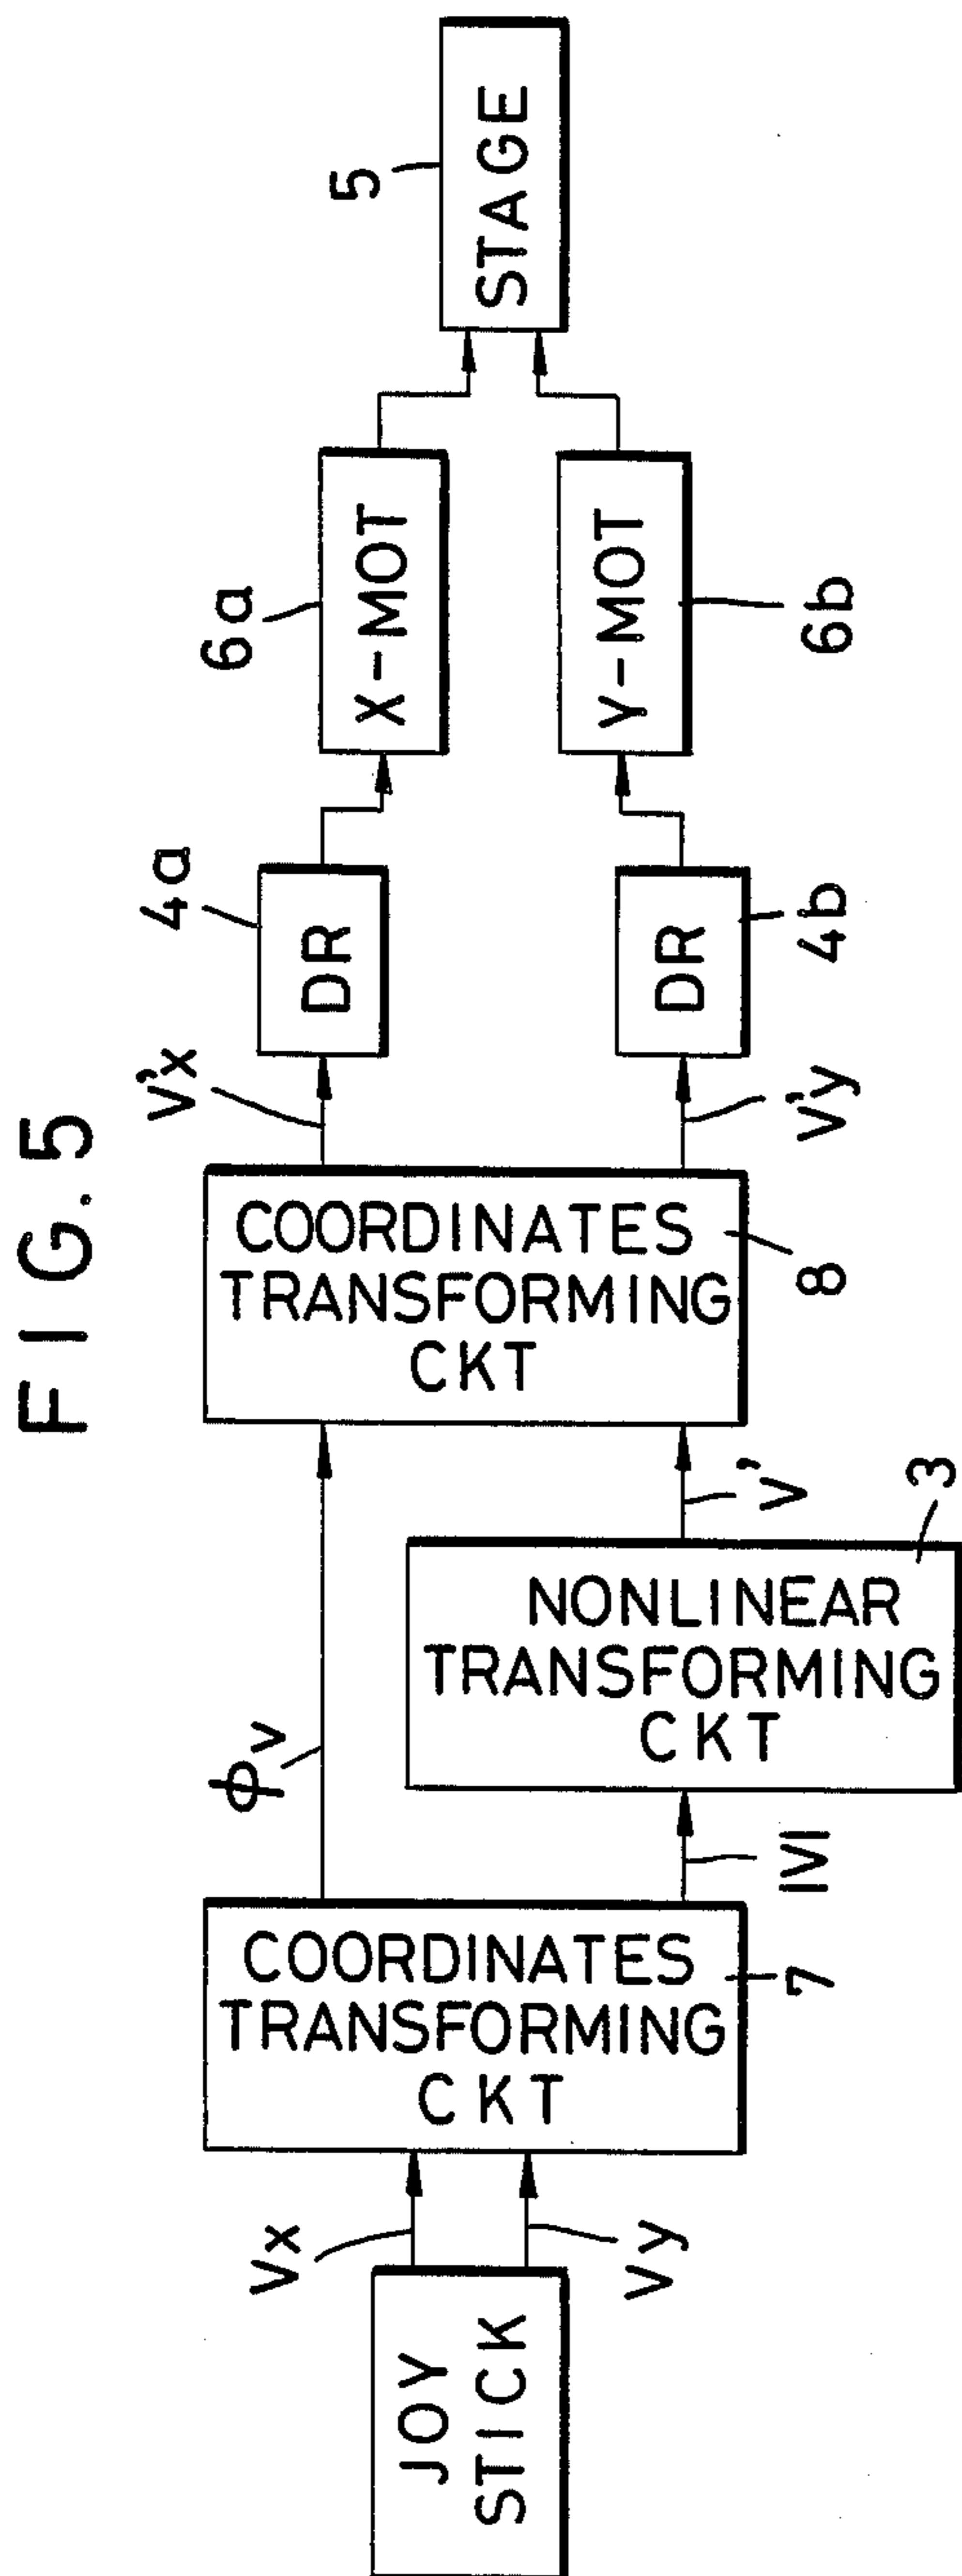 FIG. 5
JOY
STICK
Vx
Vy
COORDINATES
TRANSFORMING
CKT
7
ϕv
|V|
NONLINEAR
TRANSFORMING
CKT
3
V'
COORDINATES
TRANSFORMING
CKT
8
V'x
V'y
4a
DR
DR
4b
6a
X-MOT
Y-MOT
6b
5
STAGE